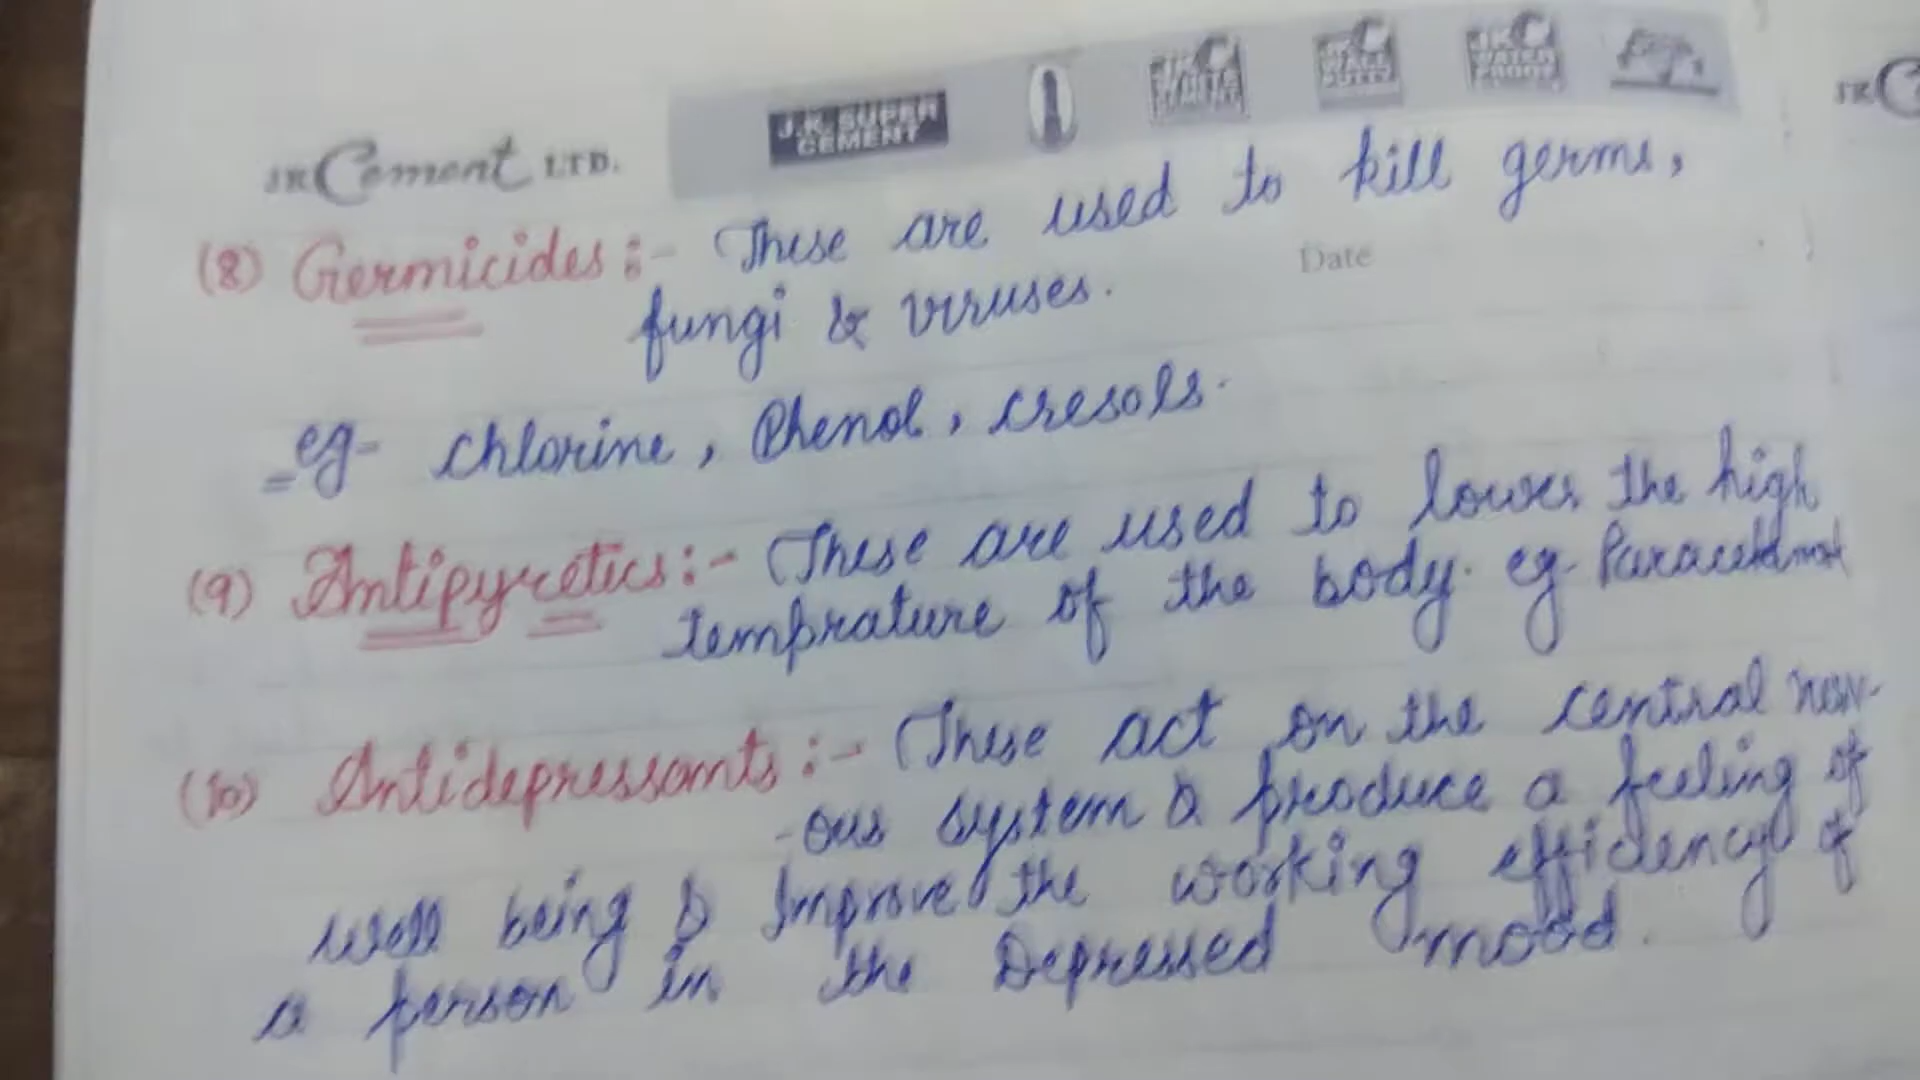 JK Cement LTD.
J.K. SUPER
CEMENT
JK
(8) Germicides :- These are used to kill germs,
Date
fungi & viruses.
eg- chlorine, Phenol, cresols.
(9) Antipyretics :- These are used to lower the high
temprature of the body. eg. Paracetamol
(10) Antidepressants :- These act on the central nerv-
-ous system & produce a feeling of
well being & Improve the working efficiency of
a person in the Depressed mood.